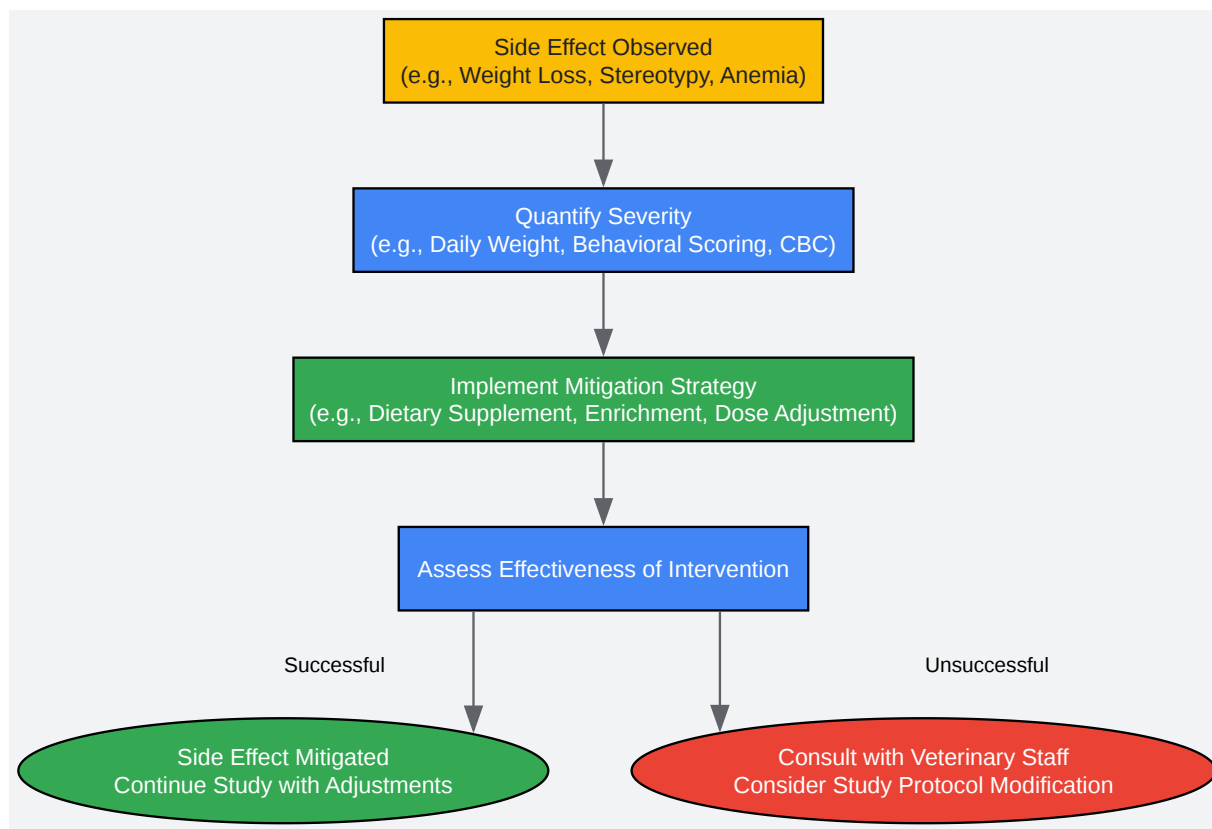 Side Effect Observed
(e.g., Weight Loss, Stereotypy, Anemia)
Quantify Severity
(e.g., Daily Weight, Behavioral Scoring, CBC)
Implement Mitigation Strategy
(e.g., Dietary Supplement, Enrichment, Dose Adjustment)
Assess Effectiveness of Intervention
Successful
Unsuccessful
Side Effect Mitigated
Continue Study with Adjustments
Consult with Veterinary Staff
Consider Study Protocol Modification